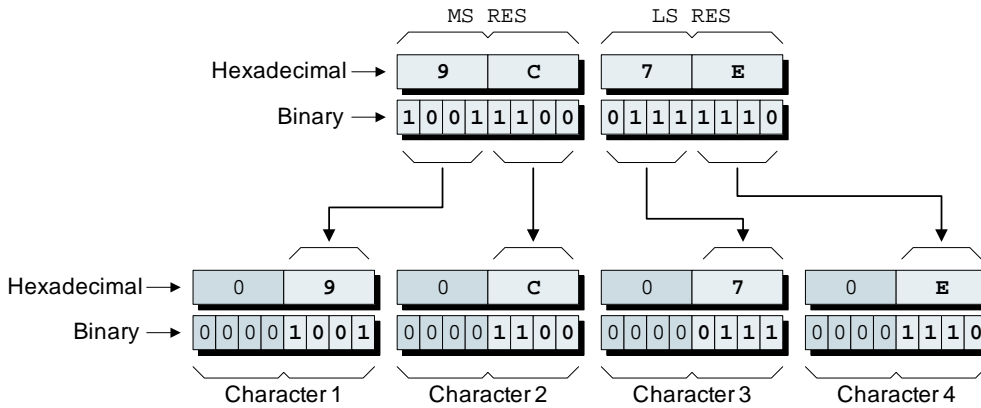 MS RES LS RES
Hexadecimal 9 C 7 E
Binary 1 0 0 1 1 1 0 0 0 1 1 1 1 1 1 0
Hexadecimal 0 9 0 C 0 7 0 E
Binary 0 0 0 0 1 0 0 1 0 0 0 0 1 1 0 0 0 0 0 0 0 1 1 1 0 0 0 0 1 1 1 0
Character 1 Character 2 Character 3 Character 4